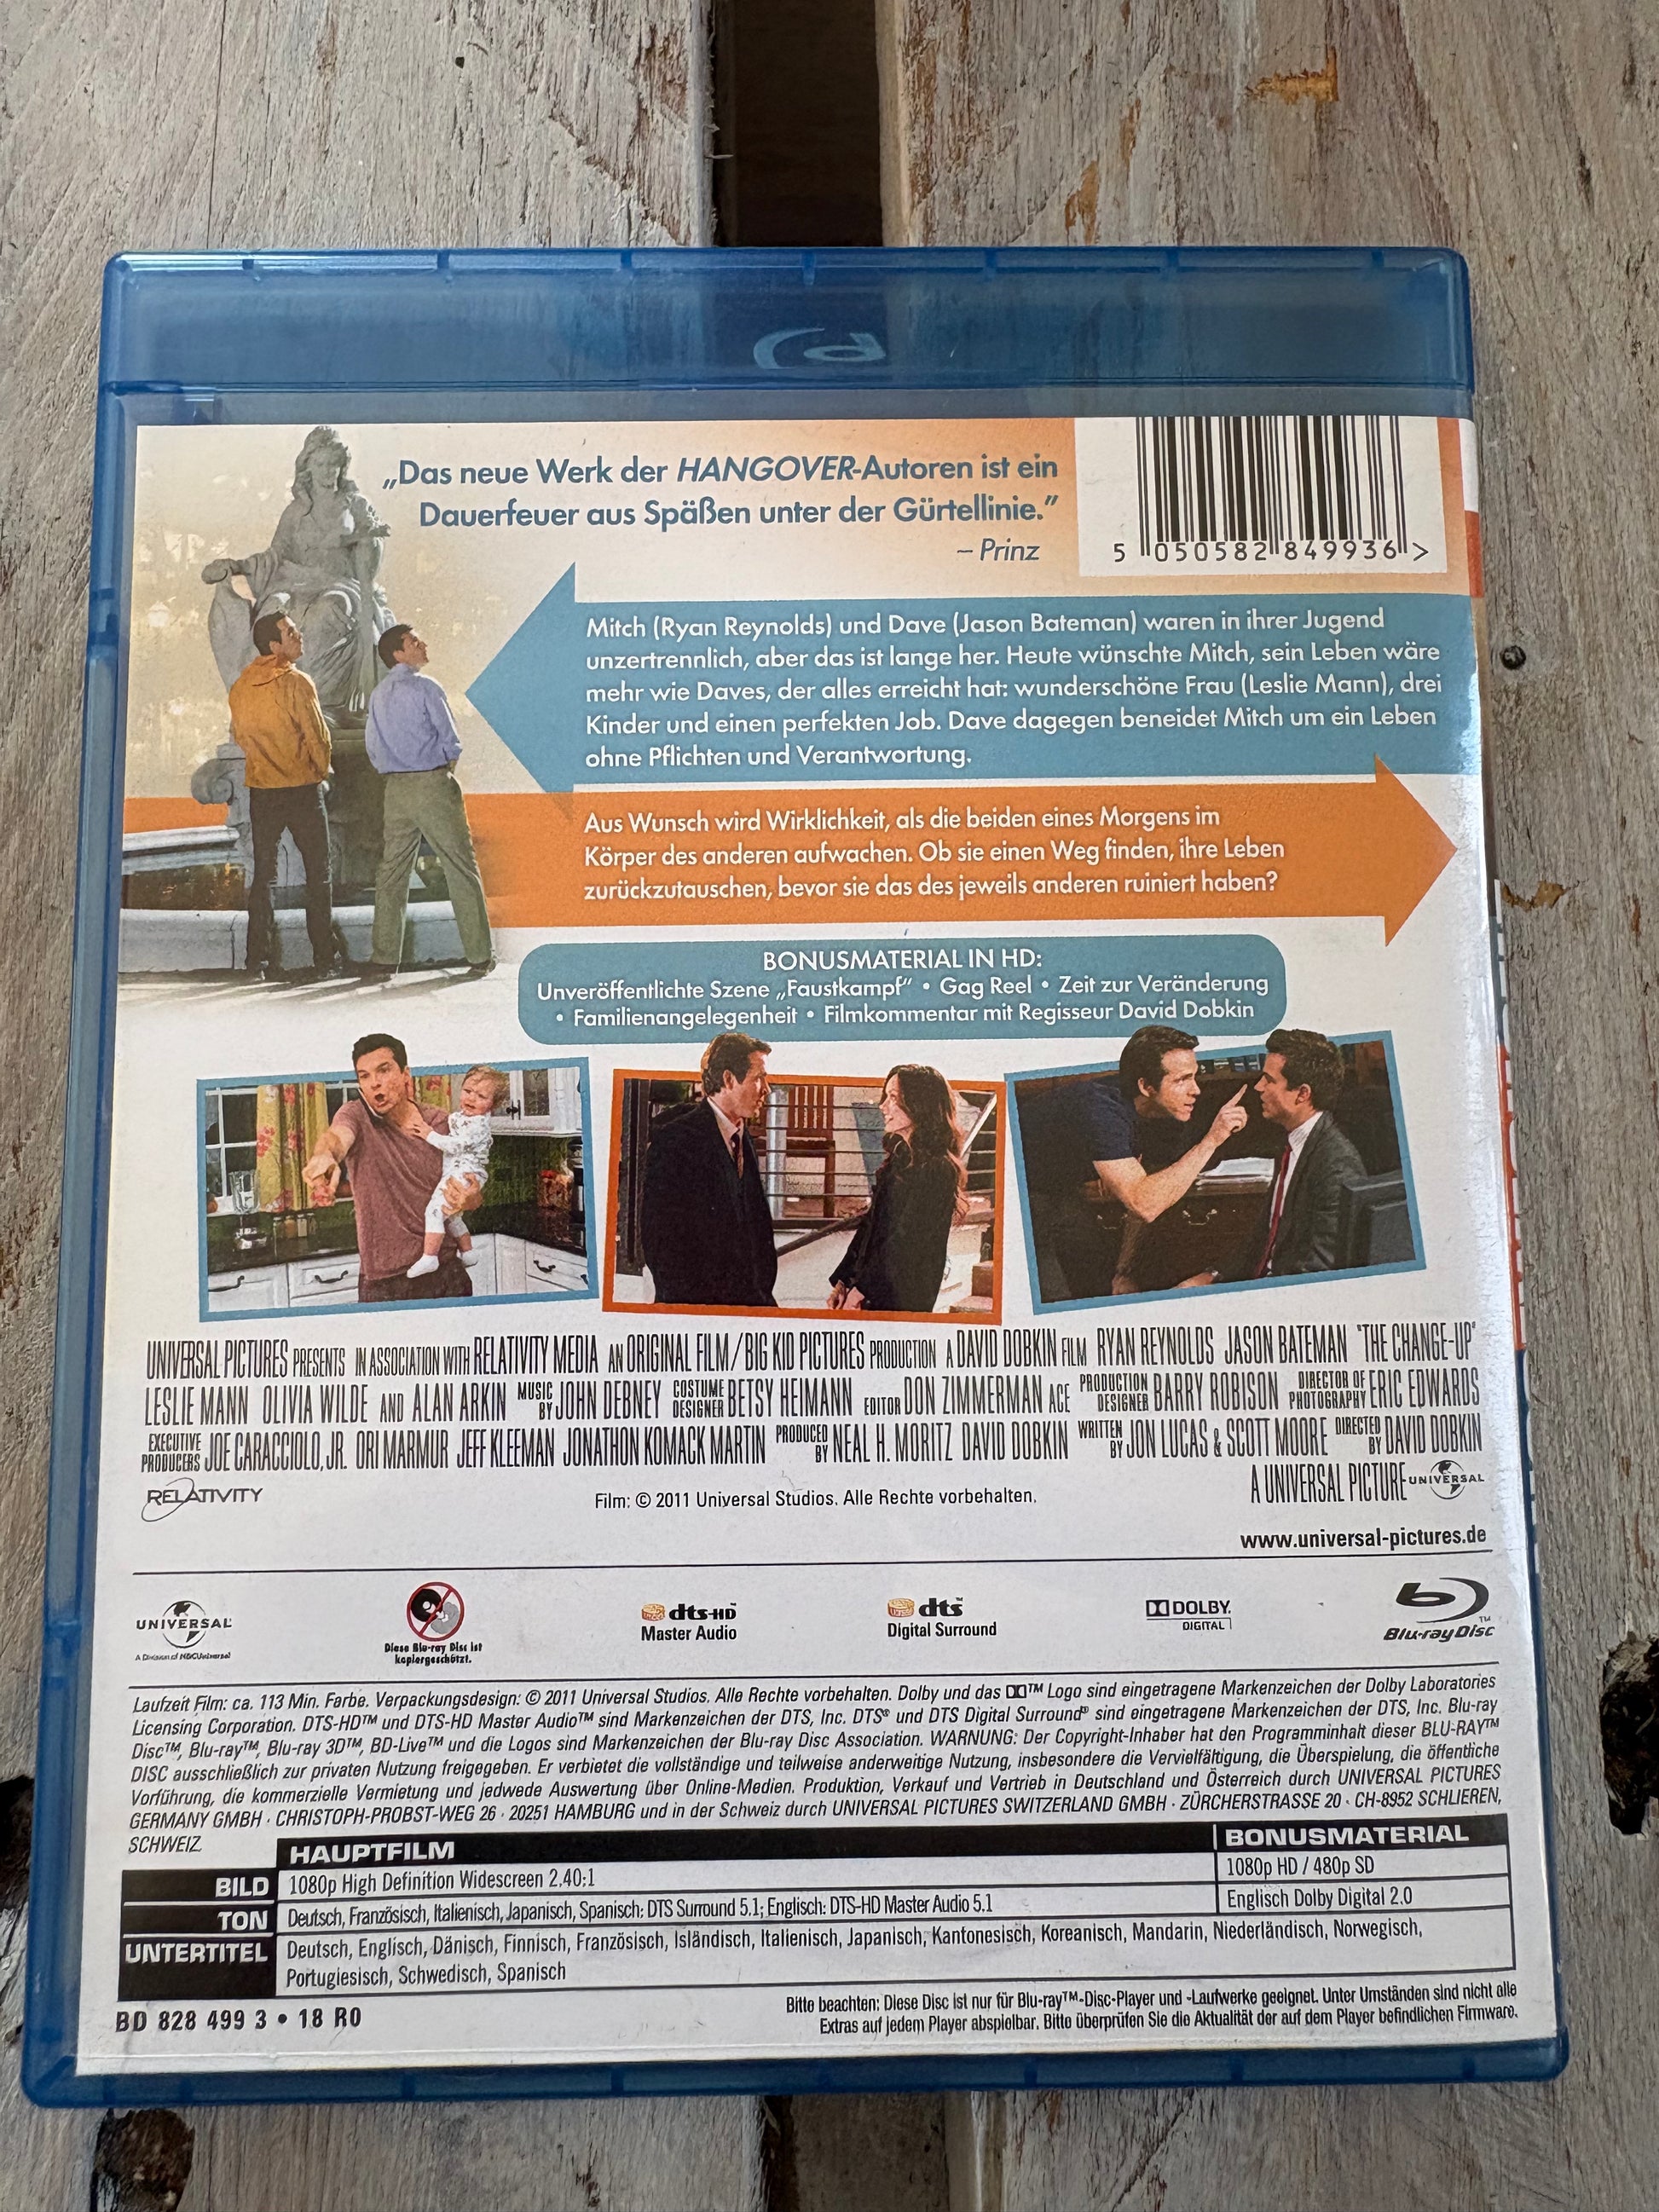 „Das neue Werk der HANGOVER-Autoren ist ein
Dauerfeuer aus Späßen unter der Gürtellinie.”
– Prinz
5 050582 849936 >
Mitch (Ryan Reynolds) und Dave (Jason Bateman) waren in ihrer Jugend
unzertrennlich, aber das ist lange her. Heute wünschte Mitch, sein Leben wäre
mehr wie Daves, der alles erreicht hat: wunderschöne Frau (Leslie Mann), drei
Kinder und einen perfekten Job. Dave dagegen beneidet Mitch um ein Leben
ohne Pflichten und Verantwortung.
Aus Wunsch wird Wirklichkeit, als die beiden eines Morgens im
Körper des anderen aufwachen. Ob sie einen Weg finden, ihre Leben
zurückzutauschen, bevor sie das des jeweils anderen ruiniert haben?
BONUSMATERIAL IN HD:
Unveröffentlichte Szene „Faustkampf“ • Gag Reel • Zeit zur Veränderung
• Familienangelegenheit • Filmkommentar mit Regisseur David Dobkin
UNIVERSAL PICTURES PRESENTS IN ASSOCIATION WITH RELATIVITY MEDIA AN ORIGINAL FILM/BIG KID PICTURES PRODUCTION A DAVID DOBKIN FILM RYAN REYNOLDS JASON BATEMAN "THE CHANGE-UP"
LESLIE MANN OLIVIA WILDE AND ALAN ARKIN MUSIC BY JOHN DEBNEY COSTUME DESIGNER BETSY HEIMANN EDITOR DON ZIMMERMAN ACE PRODUCTION DESIGNER BARRY ROBISON DIRECTOR OF PHOTOGRAPHY ERIC EDWARDS
EXECUTIVE PRODUCERS JOE CARACCIOLO, JR. ORI MARMUR JEFF KLEEMAN JONATHON KOMACK MARTIN PRODUCED BY NEAL H. MORITZ DAVID DOBKIN WRITTEN BY JON LUCAS & SCOTT MOORE DIRECTED BY DAVID DOBKIN
RELATIVITY
Film: © 2011 Universal Studios. Alle Rechte vorbehalten.
A UNIVERSAL PICTURE UNIVERSAL
www.universal-pictures.de
UNIVERSAL
A Division of NBCUniversal
Diese Blu-ray Disc ist
kopiergeschützt.
dts-HD™
Master Audio
dts™
Digital Surround
DOLBY.
DIGITAL
Blu-ray Disc™
Laufzeit Film: ca. 113 Min. Farbe. Verpackungsdesign: © 2011 Universal Studios. Alle Rechte vorbehalten. Dolby und das ™ Logo sind eingetragene Markenzeichen der Dolby Laboratories
Licensing Corporation. DTS-HD™ und DTS-HD Master Audio™ sind Markenzeichen der DTS, Inc. DTS® und DTS Digital Surround® sind eingetragene Markenzeichen der DTS, Inc. Blu-ray
Disc™, Blu-ray™, Blu-ray 3D™, BD-Live™ und die Logos sind Markenzeichen der Blu-ray Disc Association. WARNUNG: Der Copyright-Inhaber hat den Programminhalt dieser BLU-RAY™
DISC ausschließlich zur privaten Nutzung freigegeben. Er verbietet die vollständige und teilweise anderweitige Nutzung, insbesondere die Vervielfältigung, die Überspielung, die öffentliche
Vorführung, die kommerzielle Vermietung und jedwede Auswertung über Online-Medien. Produktion, Verkauf und Vertrieb in Deutschland und Österreich durch UNIVERSAL PICTURES
GERMANY GMBH · CHRISTOPH-PROBST-WEG 26 · 20251 HAMBURG und in der Schweiz durch UNIVERSAL PICTURES SWITZERLAND GMBH · ZÜRCHERSTRASSE 20 · CH-8952 SCHLIEREN,
SCHWEIZ.
HAUPTFILM
BONUSMATERIAL
BILD
1080p High Definition Widescreen 2.40:1
1080p HD / 480p SD
TON
Deutsch, Französisch, Italienisch, Japanisch, Spanisch: DTS Surround 5.1; Englisch: DTS-HD Master Audio 5.1
Englisch Dolby Digital 2.0
UNTERTITEL
Deutsch, Englisch, Dänisch, Finnisch, Französisch, Isländisch, Italienisch, Japanisch, Kantonesisch, Koreanisch, Mandarin, Niederländisch, Norwegisch,
Portugiesisch, Schwedisch, Spanisch
BD 828 499 3 • 18 R0
Bitte beachten: Diese Disc ist nur für Blu-ray™-Disc-Player und -Laufwerke geeignet. Unter Umständen sind nicht alle
Extras auf jedem Player abspielbar. Bitte überprüfen Sie die Aktualität der auf dem Player befindlichen Firmware.